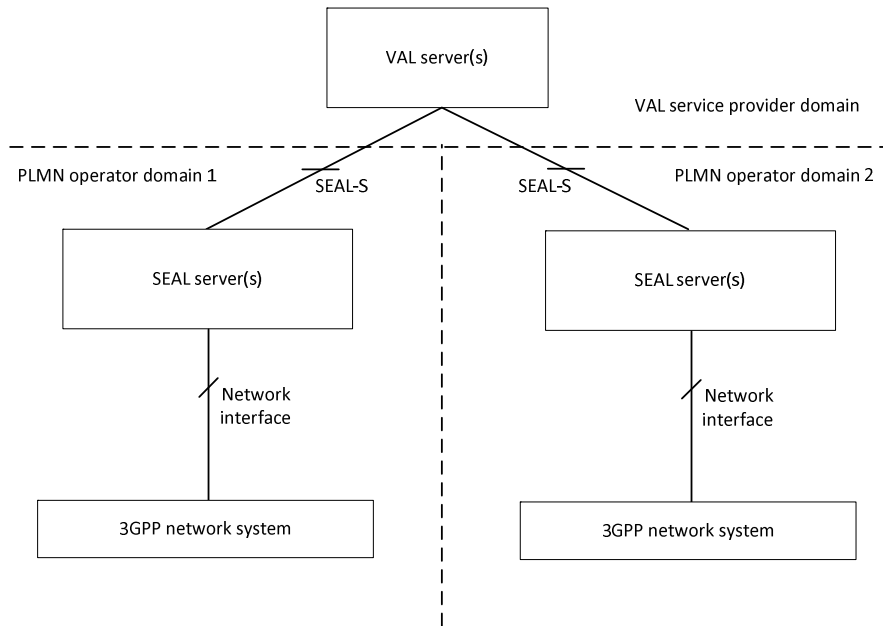 VAL server(s)
VAL service provider domain
PLMN operator domain 1
SEAL-S
SEAL-S
PLMN operator domain 2
SEAL server(s)
SEAL server(s)
Network
interface
Network
interface
3GPP network system
3GPP network system